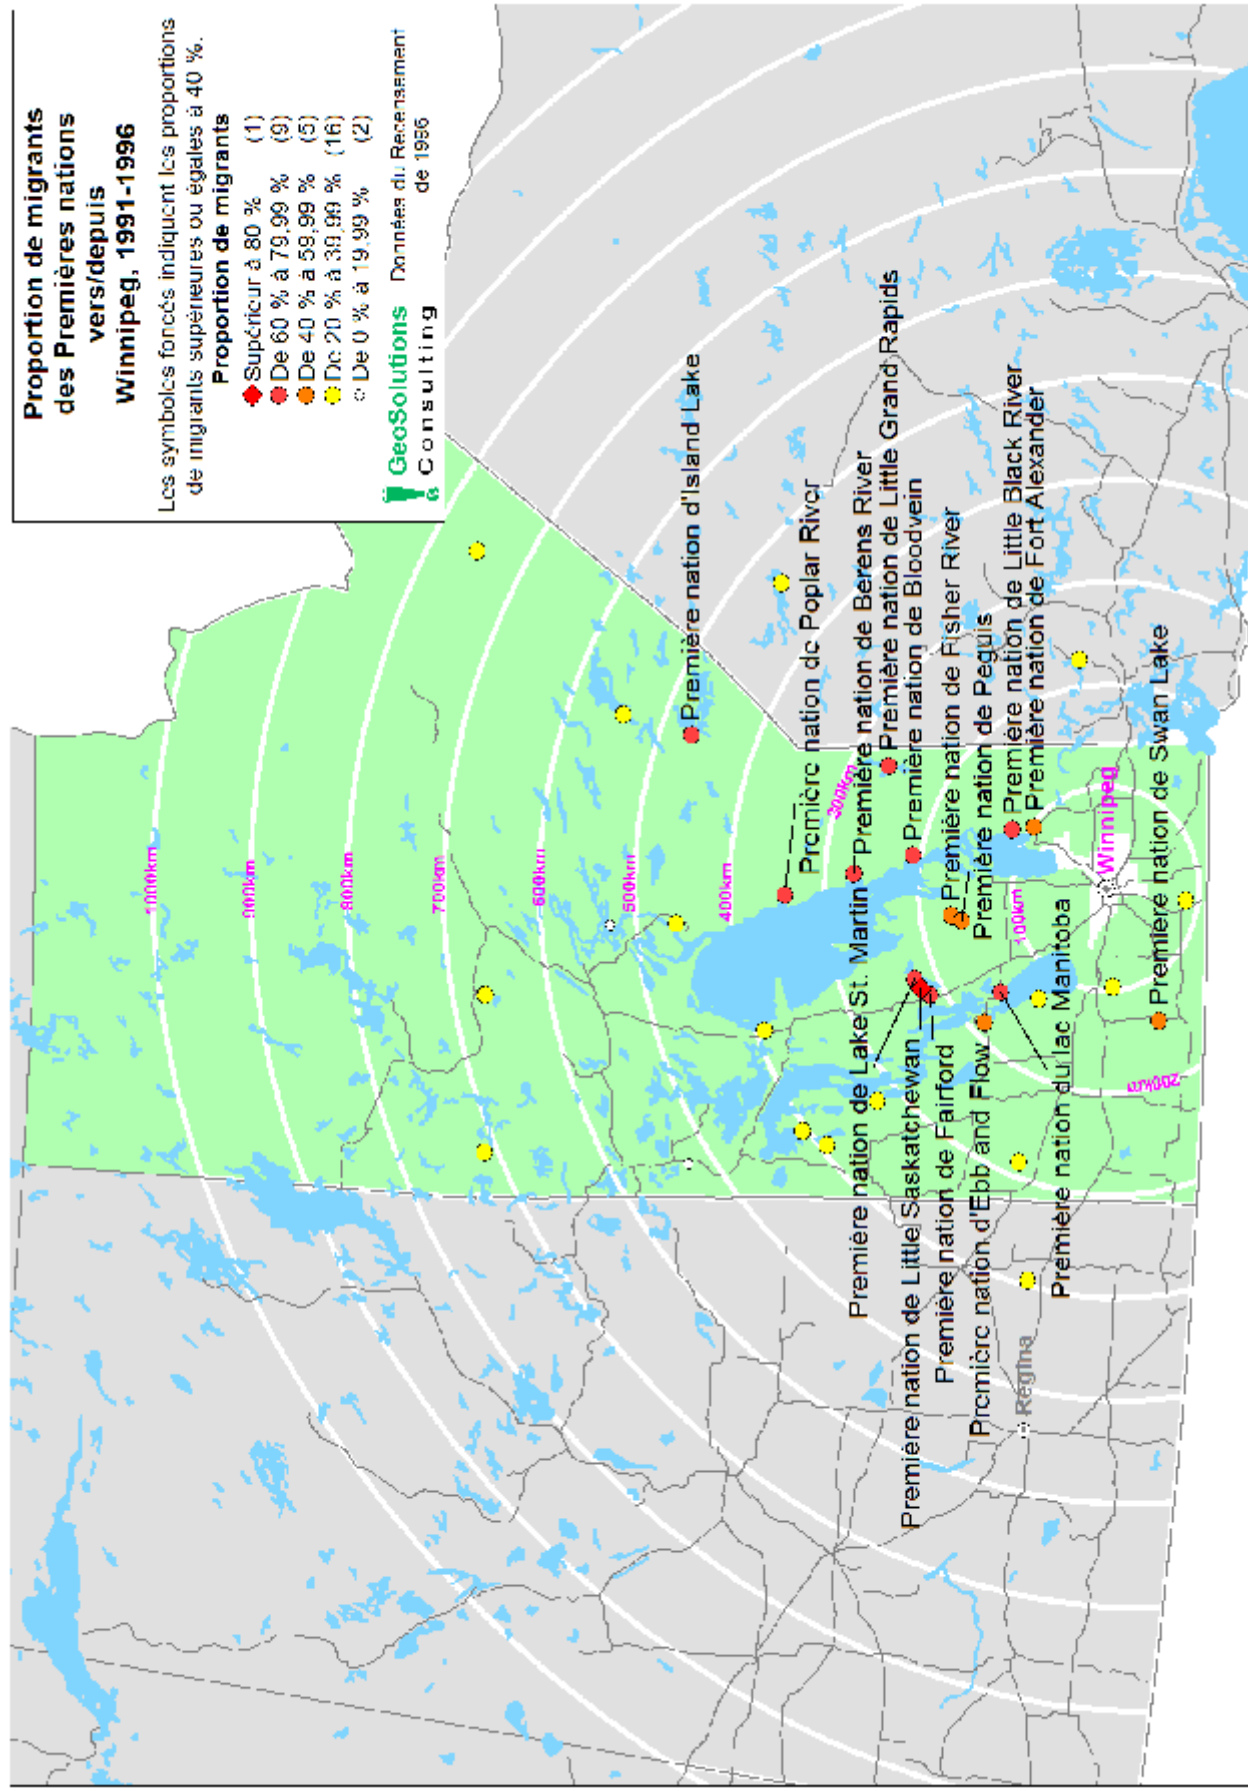 Proportion de migrants
des Premières nations
vers/depuis
Winnipeg, 1991-1996
Les symboles foncés indiquent les proportions
de migrants supérieures ou égales à 40 %.
Proportion de migrants
Supérieur à 80 % (1)
De 60 % à 79,99 % (9)
De 40 % à 59,99 % (5)
De 20 % à 39,99 % (16)
De 0 % à 19,99 % (2)
GeoSolutions
Consulting
Données du Recensement
de 1996
1000km
900km
800km
700km
600km
500km
400km
300km
100km
200km
Première nation d'Island Lake
Première nation de Poplar River
Première nation de Berens River
Première nation de Little Grand Rapids
Première nation de Bloodvein
Première nation de Fisher River
Première nation de Peguis
Première nation de Little Black River
Première nation de Fort Alexander
Winnipeg
Première nation de Swan Lake
Première nation de Lake St. Martin
Première nation de Little Saskatchewan
Première nation de Fairford
Première nation d'Ebb and Flow
Première nation du lac Manitoba
Regina